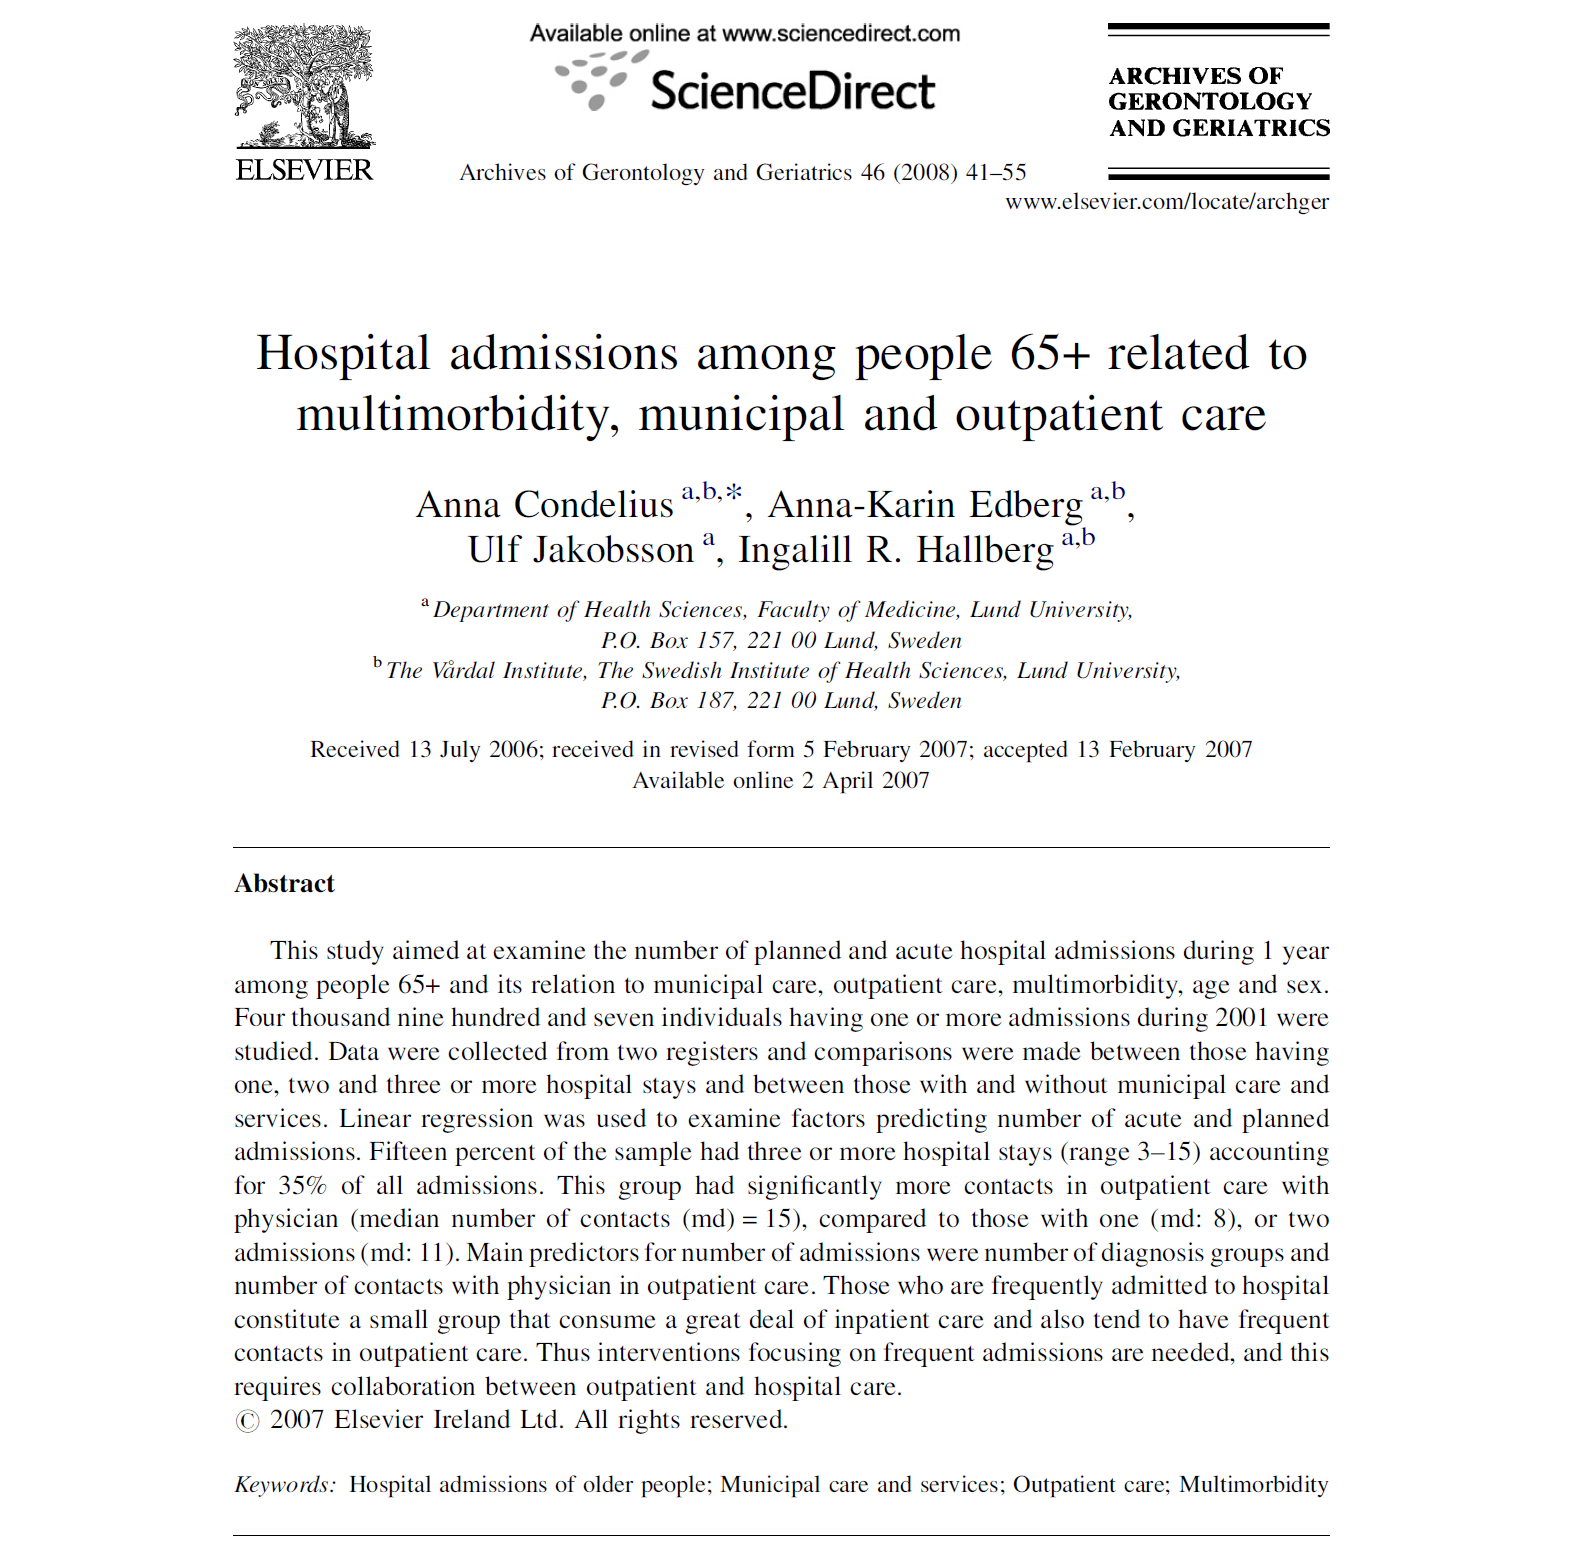 Available online at www.sciencedirect.com
ScienceDirect
ELSEVIER
Archives of Gerontology and Geriatrics 46 (2008) 41–55
ARCHIVES OF
GERONTOLOGY
AND GERIATRICS
www.elsevier.com/locate/archger
Hospital admissions among people 65+ related to
multimorbidity, municipal and outpatient care
Anna Condelius a,b,*, Anna-Karin Edberg a,b,
Ulf Jakobsson a, Ingalill R. Hallberg a,b
a Department of Health Sciences, Faculty of Medicine, Lund University,
P.O. Box 157, 221 00 Lund, Sweden
b The Vårdal Institute, The Swedish Institute of Health Sciences, Lund University,
P.O. Box 187, 221 00 Lund, Sweden
Received 13 July 2006; received in revised form 5 February 2007; accepted 13 February 2007
Available online 2 April 2007
Abstract
This study aimed at examine the number of planned and acute hospital admissions during 1 year
among people 65+ and its relation to municipal care, outpatient care, multimorbidity, age and sex.
Four thousand nine hundred and seven individuals having one or more admissions during 2001 were
studied. Data were collected from two registers and comparisons were made between those having
one, two and three or more hospital stays and between those with and without municipal care and
services. Linear regression was used to examine factors predicting number of acute and planned
admissions. Fifteen percent of the sample had three or more hospital stays (range 3–15) accounting
for 35% of all admissions. This group had significantly more contacts in outpatient care with
physician (median number of contacts (md) = 15), compared to those with one (md: 8), or two
admissions (md: 11). Main predictors for number of admissions were number of diagnosis groups and
number of contacts with physician in outpatient care. Those who are frequently admitted to hospital
constitute a small group that consume a great deal of inpatient care and also tend to have frequent
contacts in outpatient care. Thus interventions focusing on frequent admissions are needed, and this
requires collaboration between outpatient and hospital care.
© 2007 Elsevier Ireland Ltd. All rights reserved.
Keywords: Hospital admissions of older people; Municipal care and services; Outpatient care; Multimorbidity